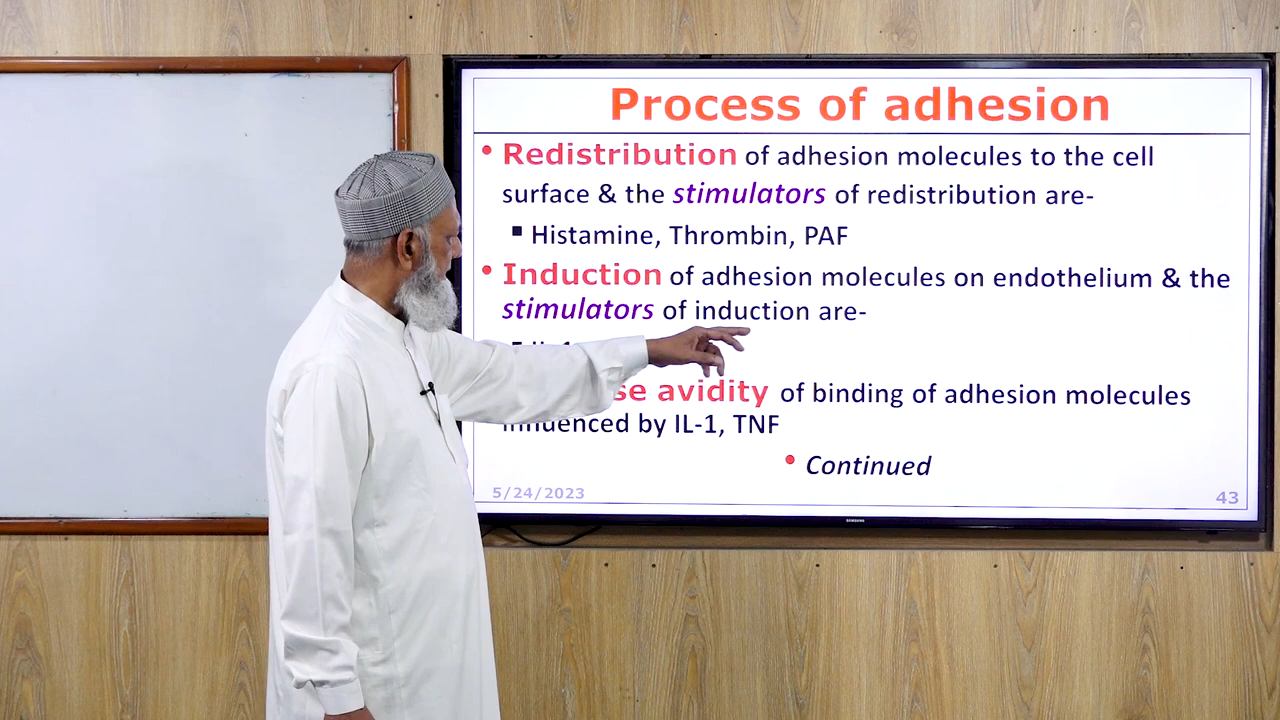 Process of adhesion
• Redistribution of adhesion molecules to the cell
surface & the stimulators of redistribution are-
▪ Histamine, Thrombin, PAF
• Induction of adhesion molecules on endothelium & the
stimulators of induction are-
avidity of binding of adhesion molecules
influenced by IL-1, TNF
• Continued
5/24/2023
43
SAMSUNG